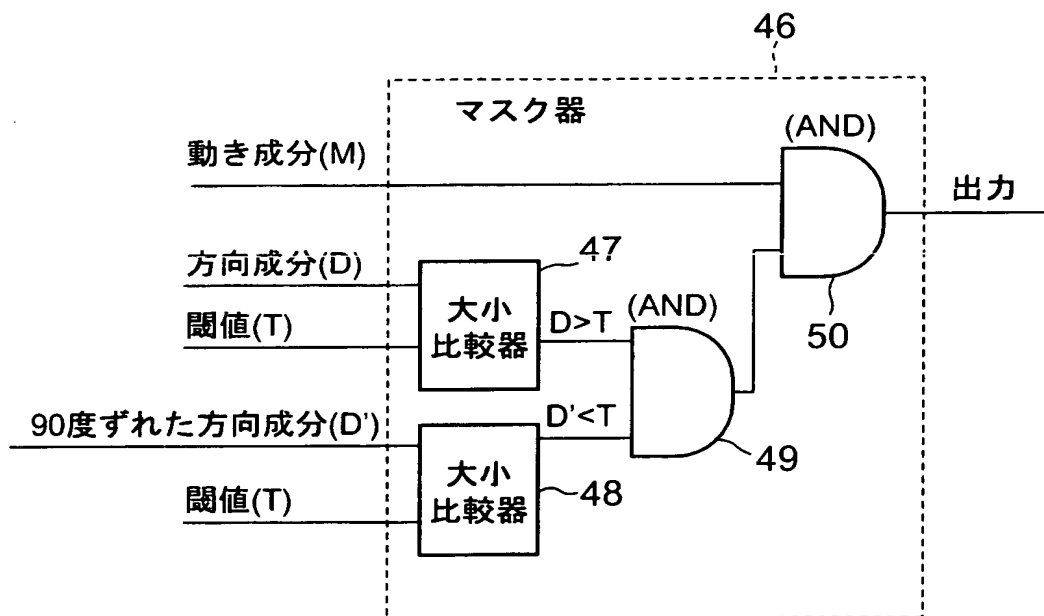 46
マスク器
(AND)
動き成分(M)
出力
方向成分(D)
47
大小
比較器
(AND)
50
閾値(T)
D>T
90度ずれた方向成分(D')
D'<T
49
大小
比較器
48
閾値(T)